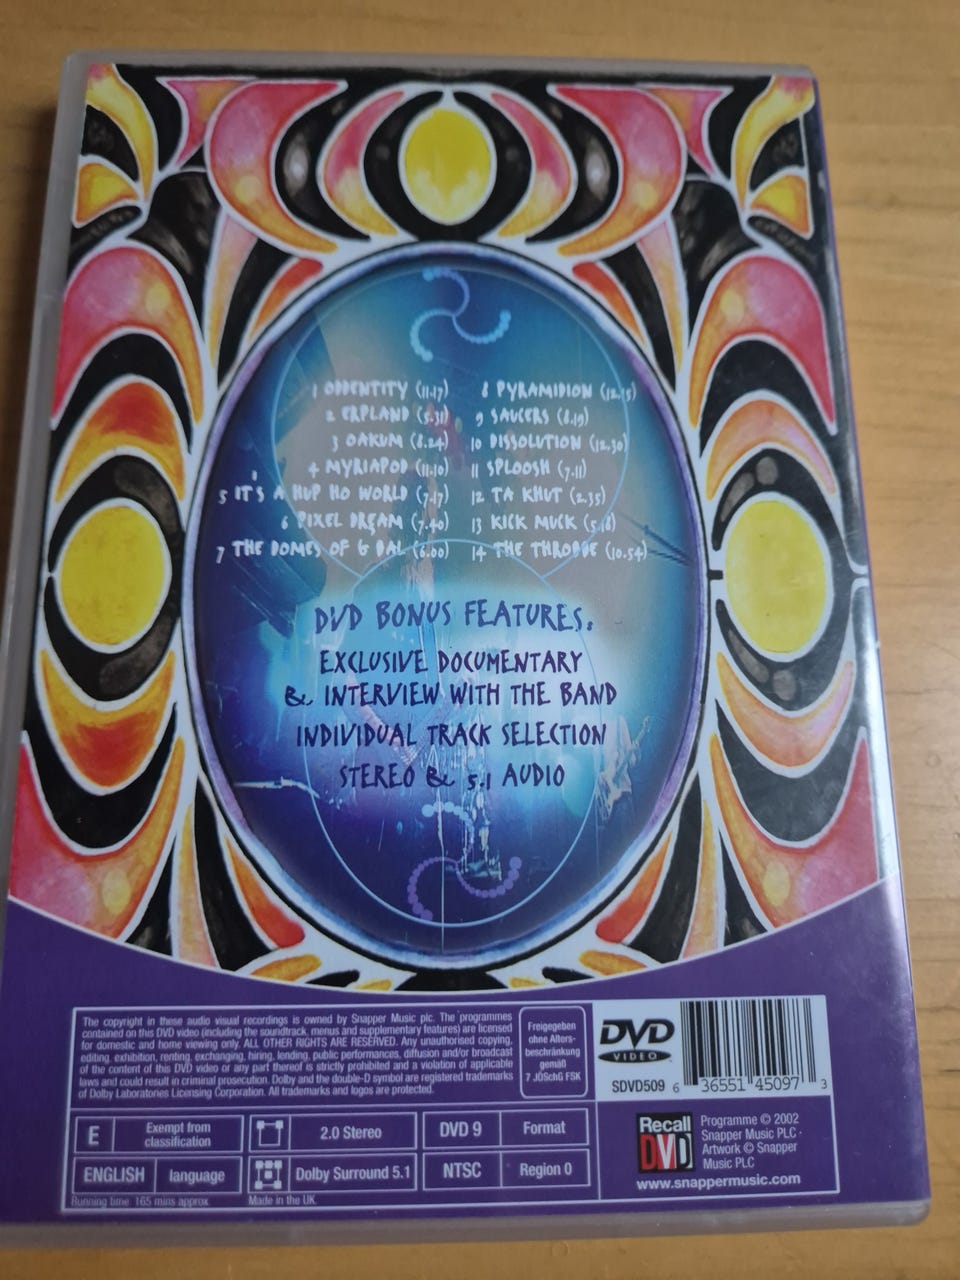 1 ODDENTITY (11.17)
2 ERPLAND (5.31)
3 OAKUM (8.24)
4 MYRIAPOD (11.10)
5 IT'S A HUP HO WORLD (7.17)
6 PIXEL DREAM (7.40)
7 THE DOMES OF G BAL (6.00)
8 PYRAMIDION (12.15)
9 SAUCERS (8.19)
10 DISSOLUTION (12.30)
11 SPLOOSH (7.11)
12 TA KHUT (2.35)
13 KICK MUCK (5.18)
14 THE THROBBE (10.54)
DVD BONUS FEATURES:
EXCLUSIVE DOCUMENTARY
& INTERVIEW WITH THE BAND
INDIVIDUAL TRACK SELECTION
STEREO & 5.1 AUDIO
The copyright in these audio visual recordings is owned by Snapper Music plc. The programmes
contained on this DVD video (including the soundtrack, menus and supplementary features) are licensed
for domestic and home viewing only. ALL OTHER RIGHTS ARE RESERVED. Any unauthorised copying,
editing, exhibition, renting, exchanging, hiring, lending, public performances, diffusion and/or broadcast
of the content of this DVD video or any part thereof is strictly prohibited and a violation of applicable
laws and could result in criminal prosecution. Dolby and the double-D symbol are registered trademarks
of Dolby Laboratories Licensing Corporation. All trademarks and logos are protected.
Freigegeben
ohne Alters-
beschränkung
gemäß
7 JÖSchG FSK
DVD
VIDEO
SDVD509
6 36551 45097 3
E
Exempt from
classification
2.0 Stereo
DVD 9
Format
ENGLISH
language
Dolby Surround 5.1
NTSC
Region 0
Running time 165 mins approx
Made in the UK.
Recall
DVD
Programme © 2002
Snapper Music PLC ·
Artwork © Snapper
Music PLC
www.snappermusic.com